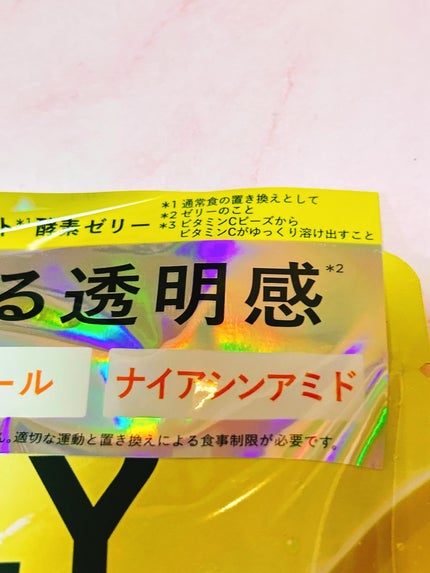 *1 通常食の置き換えとして
ト*1 酵素ゼリー
*2 ゼリーのこと
*3 ビタミンCビーズから
ビタミンCがゆっくり溶け出すこと
る透明感*2
ール
ナイアシンアミド
ん。適切な運動と置き換えによる食事制限が必要です。
LY